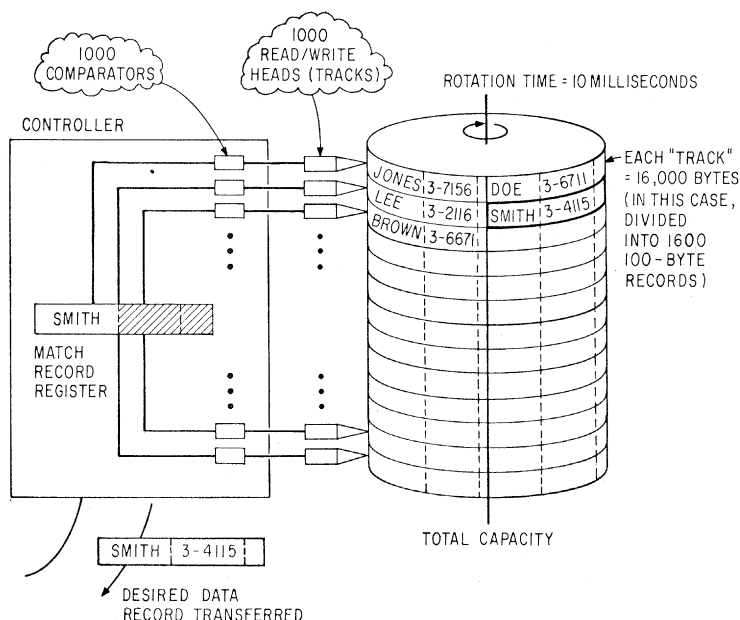 1000
COMPARATORS
1000
READ/WRITE
HEADS (TRACKS)
ROTATION TIME = 10 MILLISECONDS
CONTROLLER
EACH "TRACK"
= 16,000 BYTES
(IN THIS CASE,
DIVIDED
INTO 1600
100-BYTE
RECORDS)
JONES 3-7156 DOE 3-6711
LEE 3-2116 SMITH 3-4115
BROWN 3-6671
SMITH
MATCH
RECORD
REGISTER
TOTAL CAPACITY
SMITH 3-4115
DESIRED DATA
RECORD TRANSFERRED